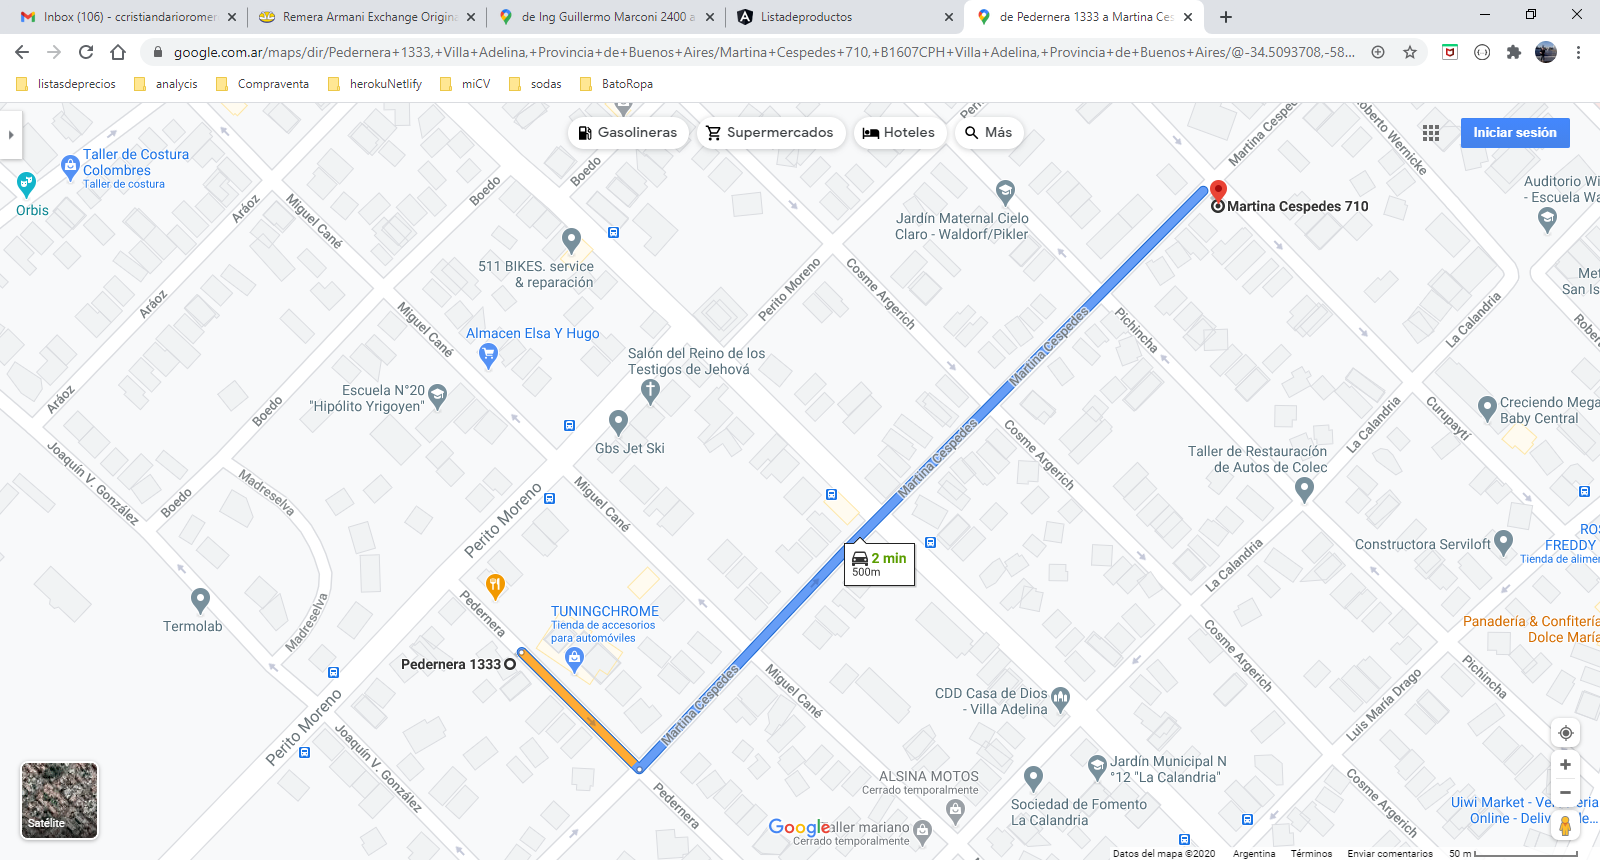 Inbox (106) - ccristiandarioromer
Remera Armani Exchange Origina
de Ing Guillermo Marconi 2400 a
Listadeproductos
de Pedernera 1333 a Martina Ces
google.com.ar/maps/dir/Pedernera+1333,+Villa+Adelina,+Provincia+de+Buenos+Aires/Martina+Cespedes+710,+B1607CPH+Villa+Adelina,+Provincia+de+Buenos+Aires/@-34.5093708,-58...
listasdeprecios
analycis
Compraventa
herokuNetlify
miCV
sodas
BatoRopa
Gasolineras
Supermercados
Hoteles
Más
Iniciar sesión
Taller de Costura
Colombres
Taller de costura
Orbis
Aráoz
Miguel Cané
Boedo
Boedo
Martina Cespedes
Roberto Wernicke
Auditorio Wi
- Escuela Wa
Jardín Maternal Cielo
Claro - Waldorf/Pikler
Martina Cespedes 710
511 BIKES. service
& reparación
Perito Moreno
Cosme Argerich
Met
San Is
Aráoz
Miguel Cané
Almacen Elsa Y Hugo
Pichincha
La Calandria
Robe
Salón del Reino de los
Testigos de Jehová
Martina Cespedes
Escuela N°20
"Hipólito Yrigoyen"
Aráoz
Boedo
Gbs Jet Ski
Creciendo Mega
Baby Central
Curupaytí
La Calandria
Cosme Argerich
Martina Cespedes
Taller de Restauración
de Autos de Colec
Joaquín V. González
Boedo
Madreselva
Perito Moreno
Miguel Cané
2 min
500m
Constructora Serviloft
ROS
FREDDY
Tienda de alimen
La Calandria
Pedernera
Termolab
Madreselva
TUNINGCHROME
Tienda de accesorios
para automóviles
Pedernera 1333
Panadería & Confitería
Dolce María
Cosme Argerich
Pichincha
Martina Cespedes
Miguel Cané
CDD Casa de Dios
- Villa Adelina
Luis María Drago
Perito Moreno
Joaquín V. González
Pedernera
ALSINA MOTOS
Cerrado temporalmente
Jardín Municipal N
°12 "La Calandria"
Sociedad de Fomento
La Calandria
Cosme Argerich
Uiwi Market - Ve
Online - Deliv
Satélite
Google
aller mariano
Cerrado temporalmente
Datos del mapa ©2020
Argentina
Términos
Enviar comentarios
50 m